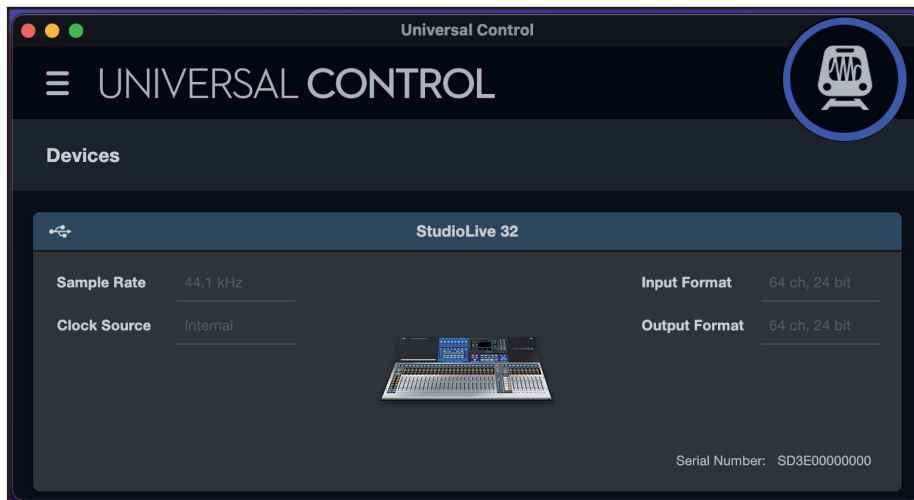 Universal Control
UNIVERSAL CONTROL
Devices
StudioLive 32
Sample Rate 44.1 kHz
Input Format 64 ch, 24 bit
Clock Source Internal
Output Format 64 ch, 24 bit
Serial Number: SD3E00000000